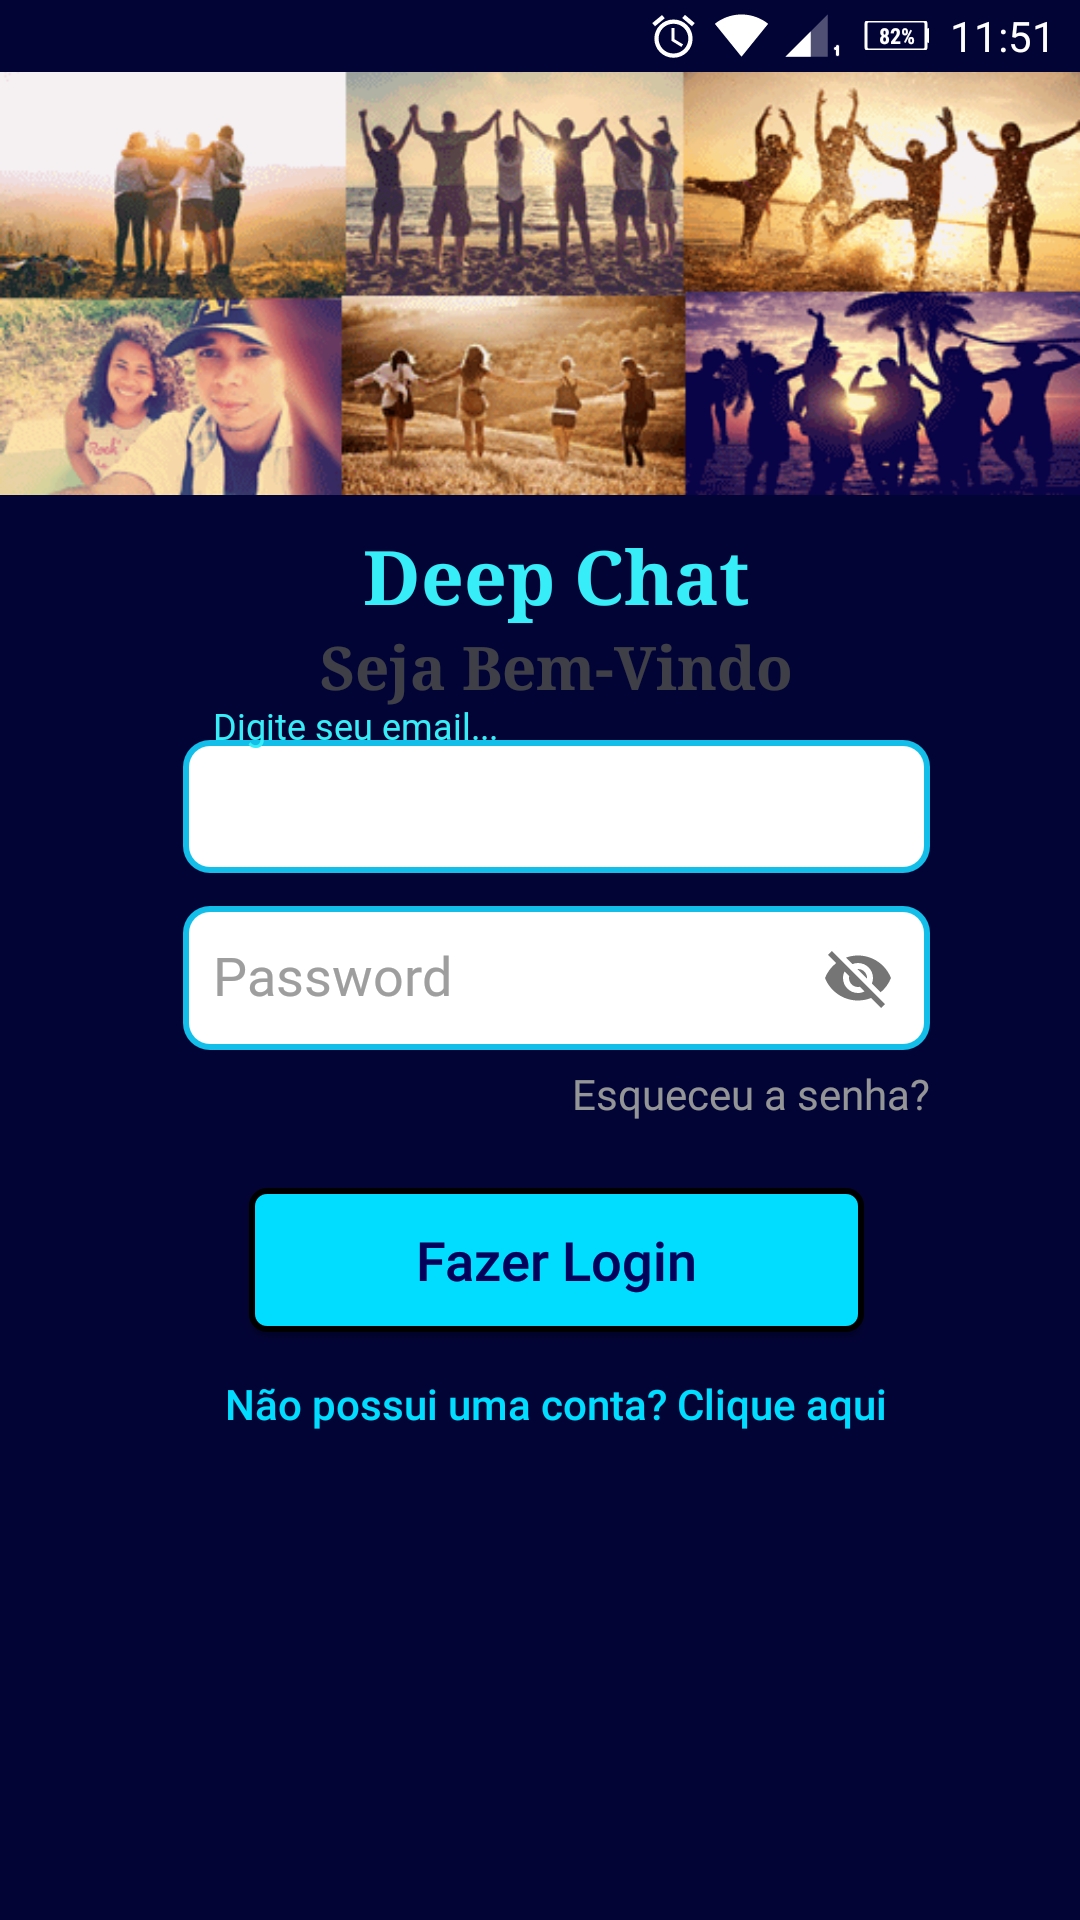 82% 11:51
Deep Chat
Seja Bem-Vindo
Digite seu email...
Password
Esqueceu a senha?
Fazer Login
Não possui uma conta? Clique aqui